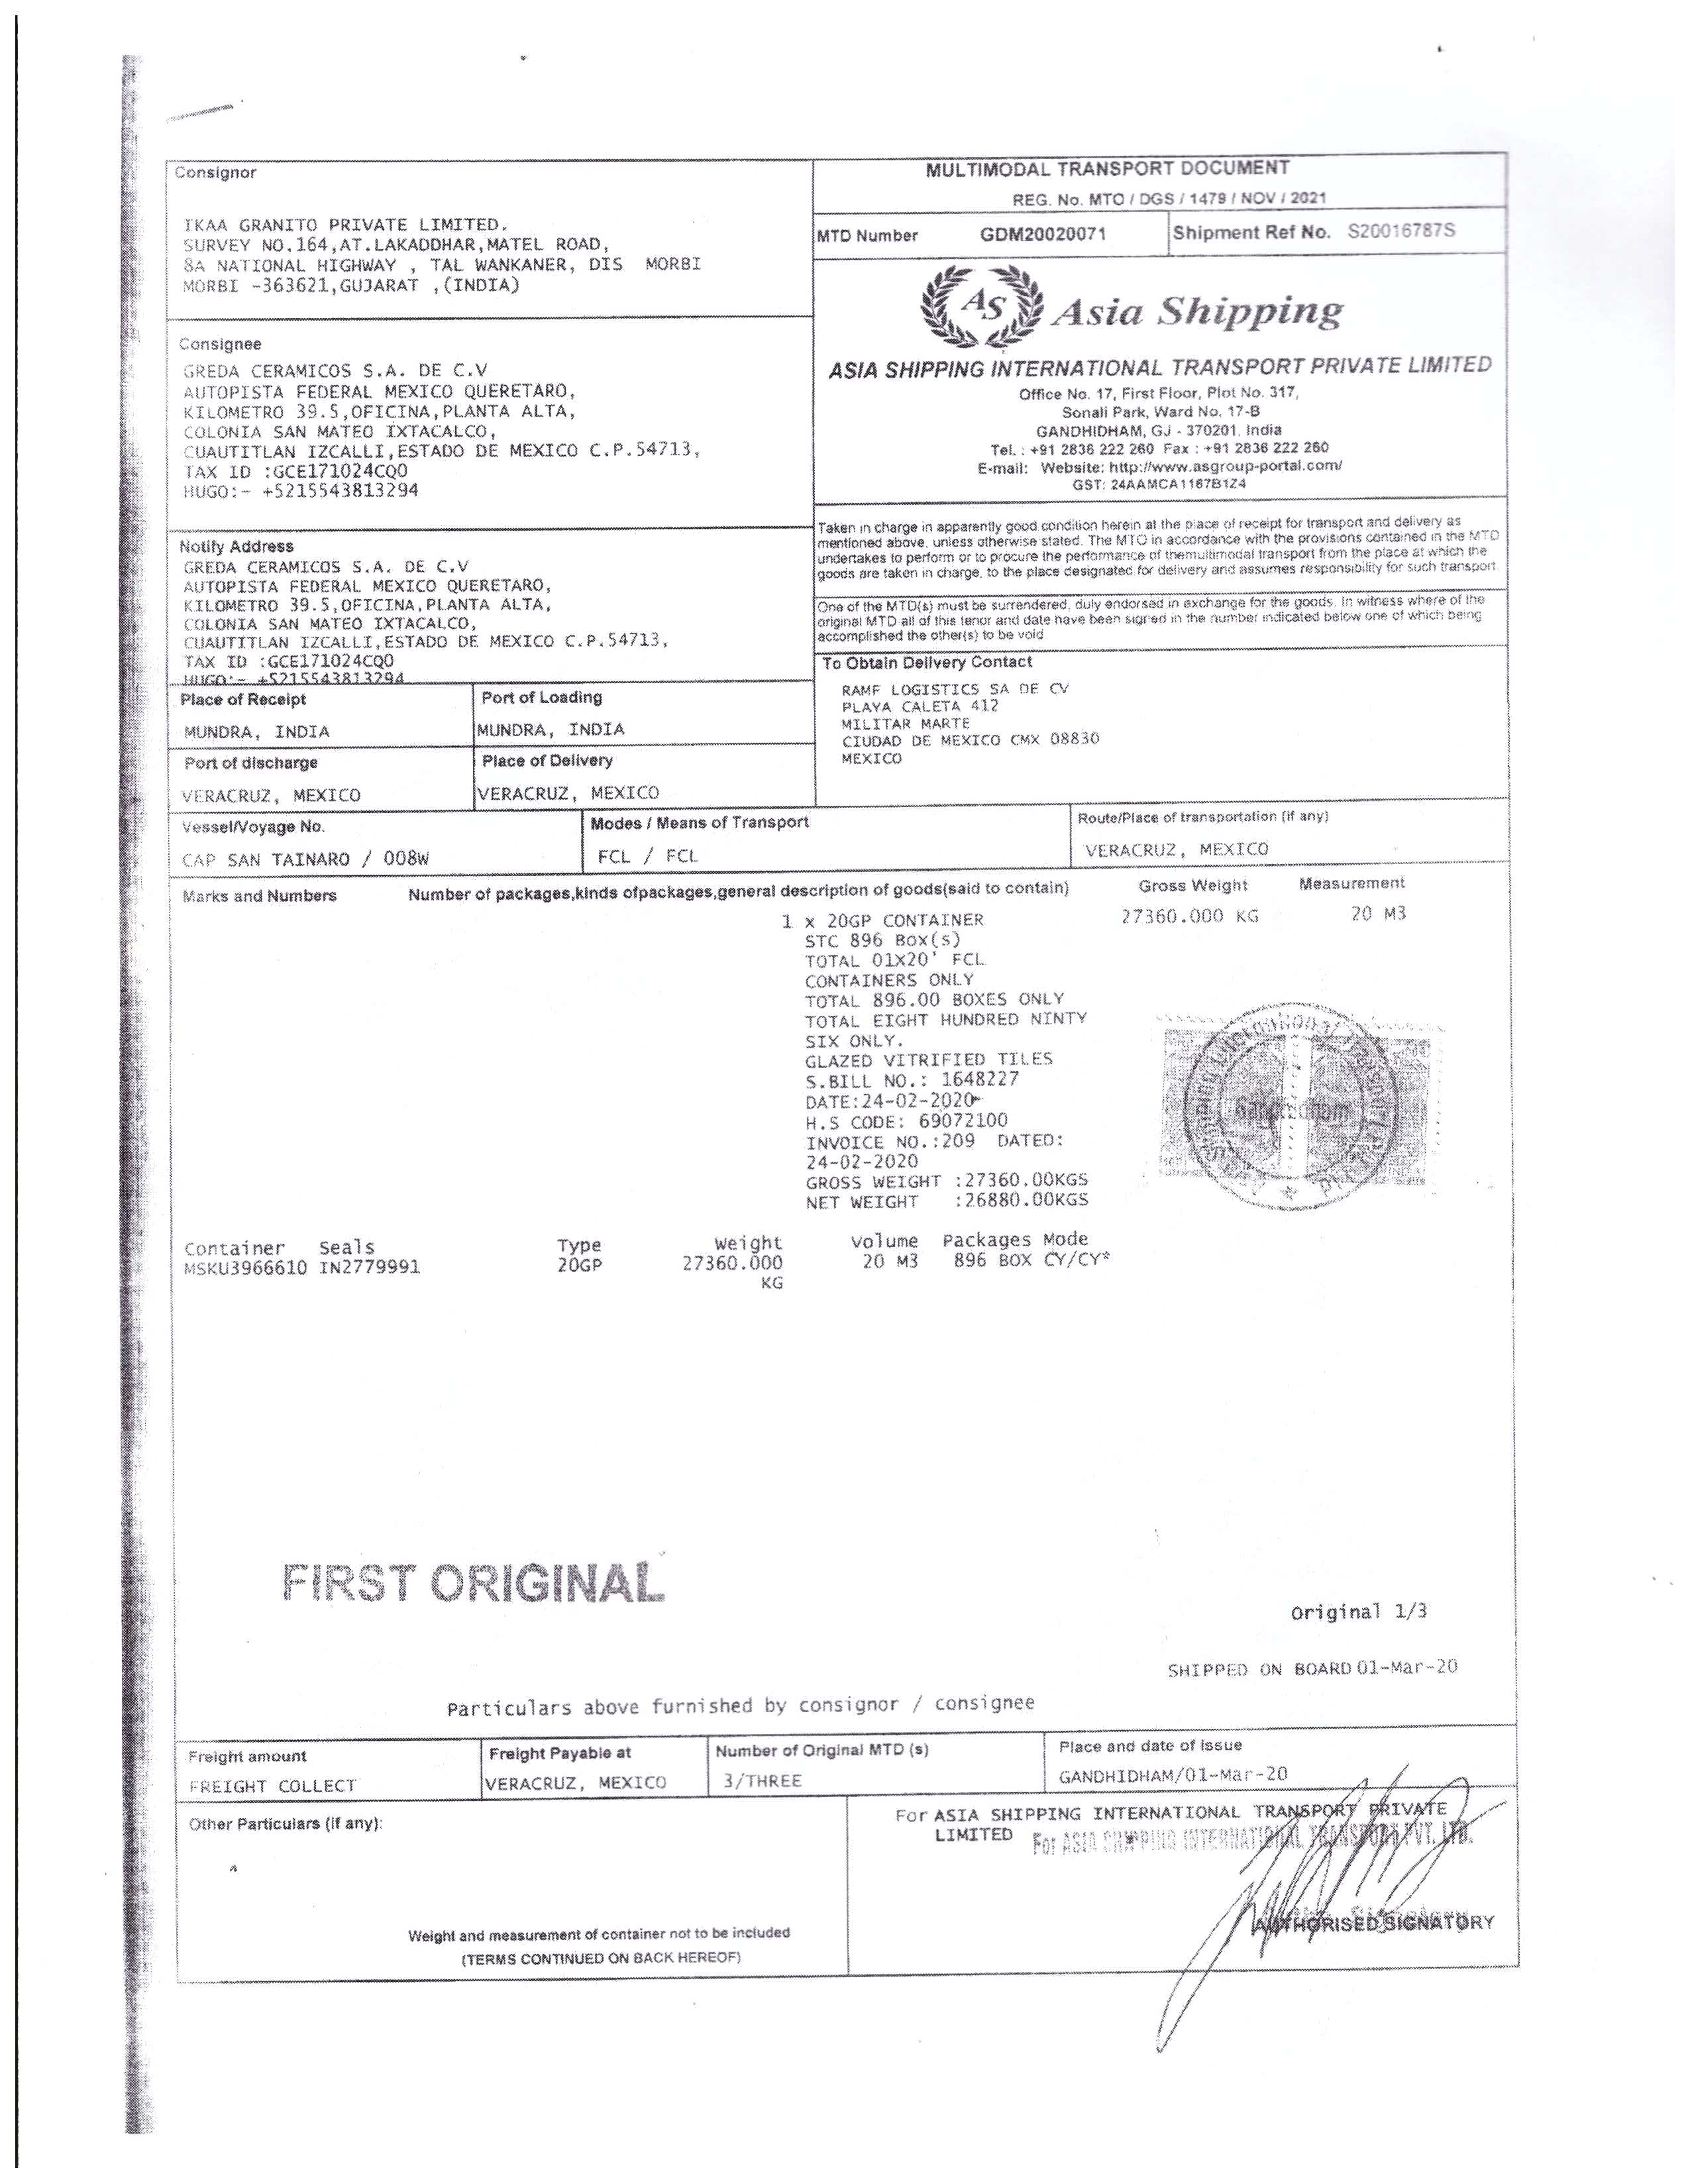 Consignor
IKAA GRANITO PRIVATE LIMITED.
SURVEY NO.164,AT.LAKADDHAR,MATEL ROAD,
8A NATIONAL HIGHWAY , TAL WANKANER, DIS MORBI
MORBI -363621,GUJARAT ,(INDIA)
MULTIMODAL TRANSPORT DOCUMENT
REG. No. MTO / DGS / 1479 / NOV / 2021
MTD Number GDM20020071 Shipment Ref No. S20016787S
AS Asia Shipping
ASIA SHIPPING INTERNATIONAL TRANSPORT PRIVATE LIMITED
Office No. 17, First Floor, Plot No. 317,
Sonali Park, Ward No. 17-B
GANDHIDHAM, GJ - 370201, India
Tel. : +91 2836 222 260 Fax : +91 2836 222 260
E-mail: Website: http://www.asgroup-portal.com/
GST: 24AAMCA1167B1Z4
Consignee
GREDA CERAMICOS S.A. DE C.V
AUTOPISTA FEDERAL MEXICO QUERETARO,
KILOMETRO 39.5,OFICINA,PLANTA ALTA,
COLONIA SAN MATEO IXTACALCO,
CUAUTITLAN IZCALLI,ESTADO DE MEXICO C.P.54713,
TAX ID :GCE171024CQ0
HUGO:- +5215543813294
Taken in charge in apparently good condition herein at the place of receipt for transport and delivery as
mentioned above, unless otherwise stated. The MTO in accordance with the provisions contained in the MTD
undertakes to perform or to procure the performance of themultimodal transport from the place at which the
goods are taken in charge, to the place designated for delivery and assumes responsibility for such transport
One of the MTD(s) must be surrendered, duly endorsed in exchange for the goods. In witness where of the
original MTD all of this tenor and date have been signed in the number indicated below one of which being
accomplished the other(s) to be void
Notify Address
GREDA CERAMICOS S.A. DE C.V
AUTOPISTA FEDERAL MEXICO QUERETARO,
KILOMETRO 39.5,OFICINA,PLANTA ALTA,
COLONIA SAN MATEO IXTACALCO,
CUAUTITLAN IZCALLI,ESTADO DE MEXICO C.P.54713,
TAX ID :GCE171024CQ0
HUGO:- +5215543813294
To Obtain Delivery Contact
RAMF LOGISTICS SA DE CV
PLAYA CALETA 412
MILITAR MARTE
CIUDAD DE MEXICO CMX 08830
MEXICO
Place of Receipt Port of Loading
MUNDRA, INDIA MUNDRA, INDIA
Port of discharge Place of Delivery
VERACRUZ, MEXICO VERACRUZ, MEXICO
Vessel/Voyage No. Modes / Means of Transport Route/Place of transportation (if any)
CAP SAN TAINARO / 008W FCL / FCL VERACRUZ, MEXICO
Marks and Numbers Number of packages,kinds ofpackages,general description of goods(said to contain) Gross Weight Measurement
1 x 20GP CONTAINER 27360.000 KG 20 M3
STC 896 Box(s)
TOTAL 01X20' FCL
CONTAINERS ONLY
TOTAL 896.00 BOXES ONLY
TOTAL EIGHT HUNDRED NINTY
SIX ONLY.
GLAZED VITRIFIED TILES
S.BILL NO.: 1648227
DATE:24-02-2020
H.S CODE: 69072100
INVOICE NO.:209 DATED:
24-02-2020
GROSS WEIGHT :27360.00KGS
NET WEIGHT :26880.00KGS
Gandhidham
Container Seals Type Weight Volume Packages Mode
MSKU3966610 IN2779991 20GP 27360.000 20 M3 896 BOX CY/CY*
KG
FIRST ORIGINAL
Original 1/3
SHIPPED ON BOARD 01-Mar-20
Particulars above furnished by consignor / consignee
Freight amount Freight Payable at Number of Original MTD (s) Place and date of issue
FREIGHT COLLECT VERACRUZ, MEXICO 3/THREE GANDHIDHAM/01-Mar-20
Other Particulars (if any):
For ASIA SHIPPING INTERNATIONAL TRANSPORT PRIVATE
LIMITED
For ASIA SHIPPING INTERNATIONAL TRANSPORT PVT. LTD.
AUTHORISED SIGNATORY
Weight and measurement of container not to be included
(TERMS CONTINUED ON BACK HEREOF)